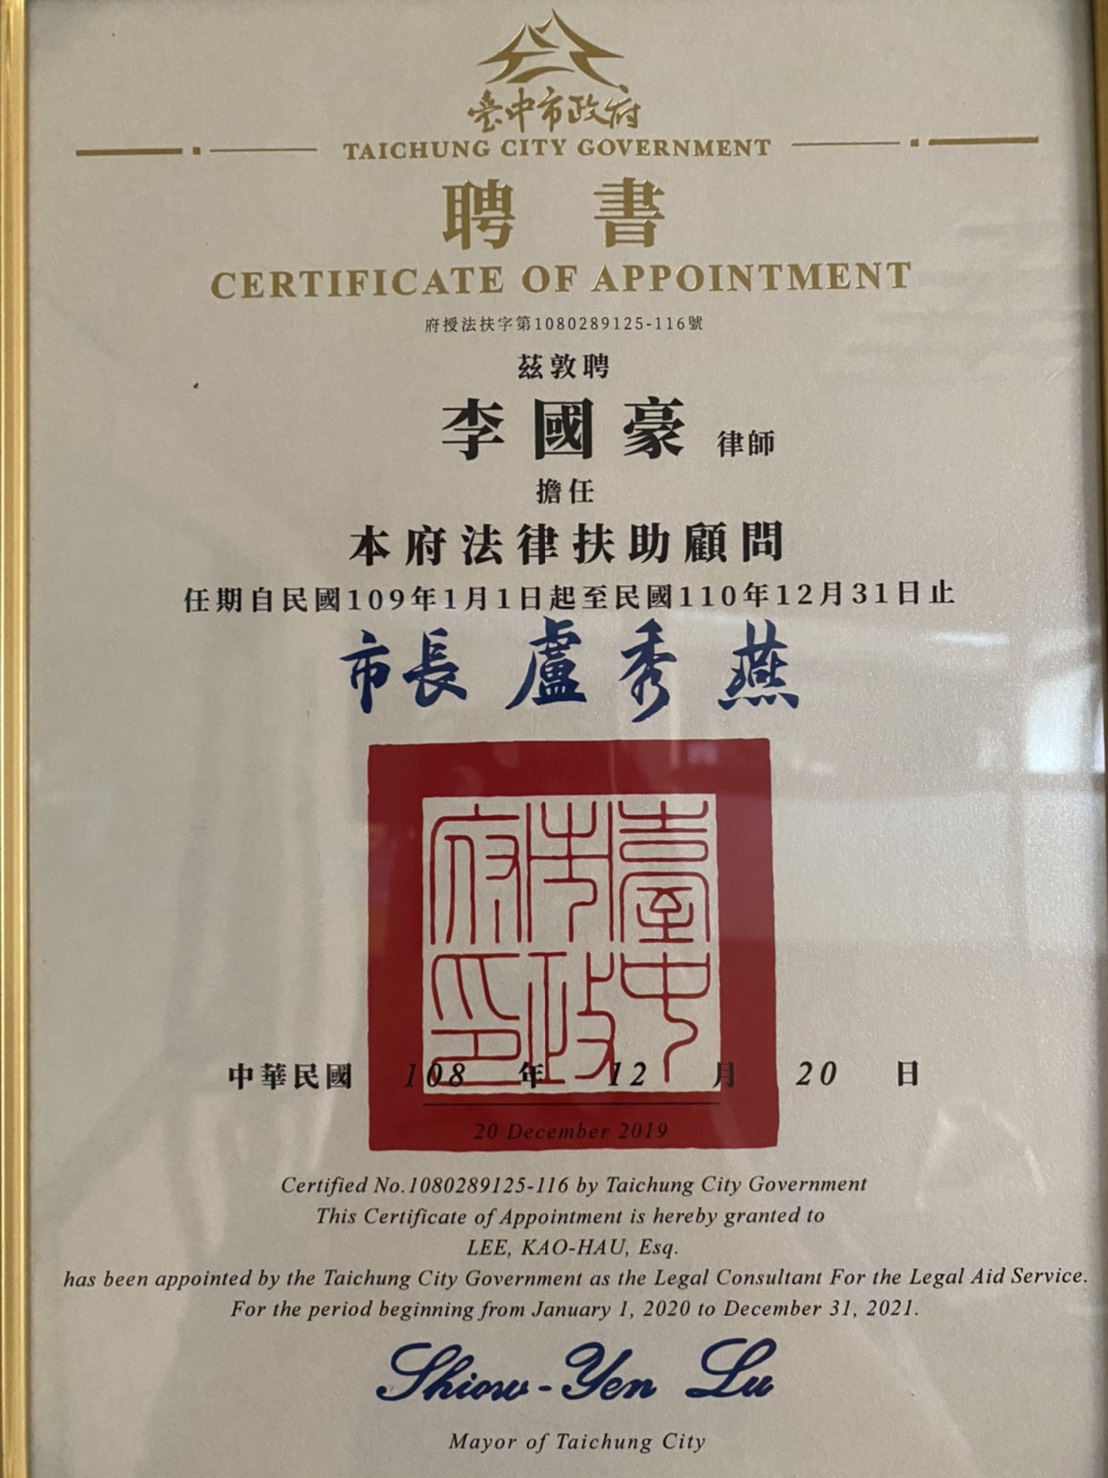 臺中市政府
TAICHUNG CITY GOVERNMENT
聘書
CERTIFICATE OF APPOINTMENT
府授法扶字第1080289125-116號
茲敦聘
李國豪 律師
擔任
本府法律扶助顧問
任期自民國109年1月1日起至民國110年12月31日止
市長 盧秀燕
臺中市政府印
中華民國 108 年 12 月 20 日
20 December 2019
Certified No.1080289125-116 by Taichung City Government
This Certificate of Appointment is hereby granted to
LEE, KAO-HAU, Esq.
has been appointed by the Taichung City Government as the Legal Consultant For the Legal Aid Service.
For the period beginning from January 1, 2020 to December 31, 2021.
Shiow-Yen Lu
Mayor of Taichung City